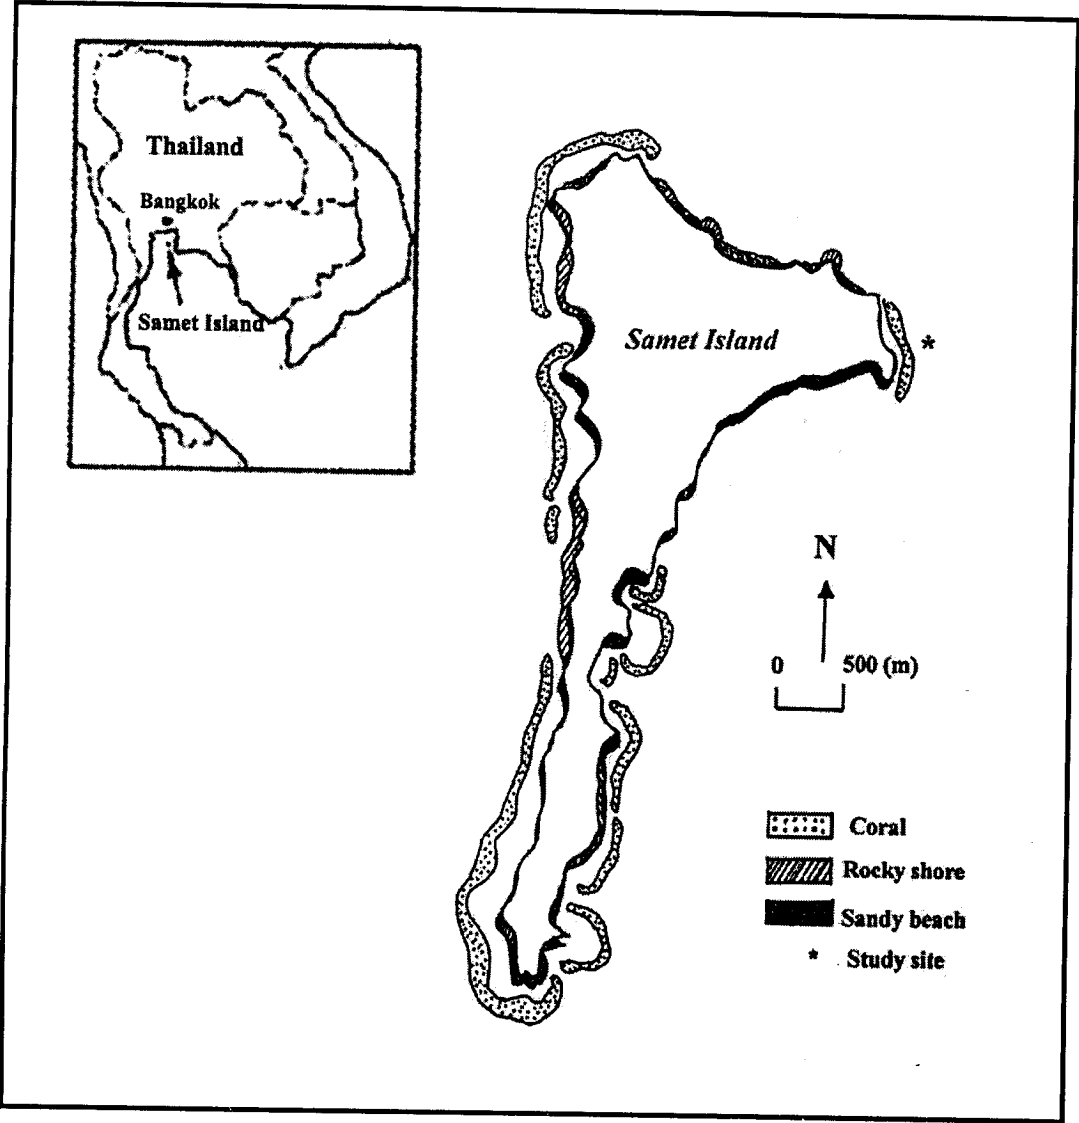 Thailand
Bangkok
Samet Island
Samet Island
*
N
0 500 (m)
Coral
Rocky shore
Sandy beach
* Study site